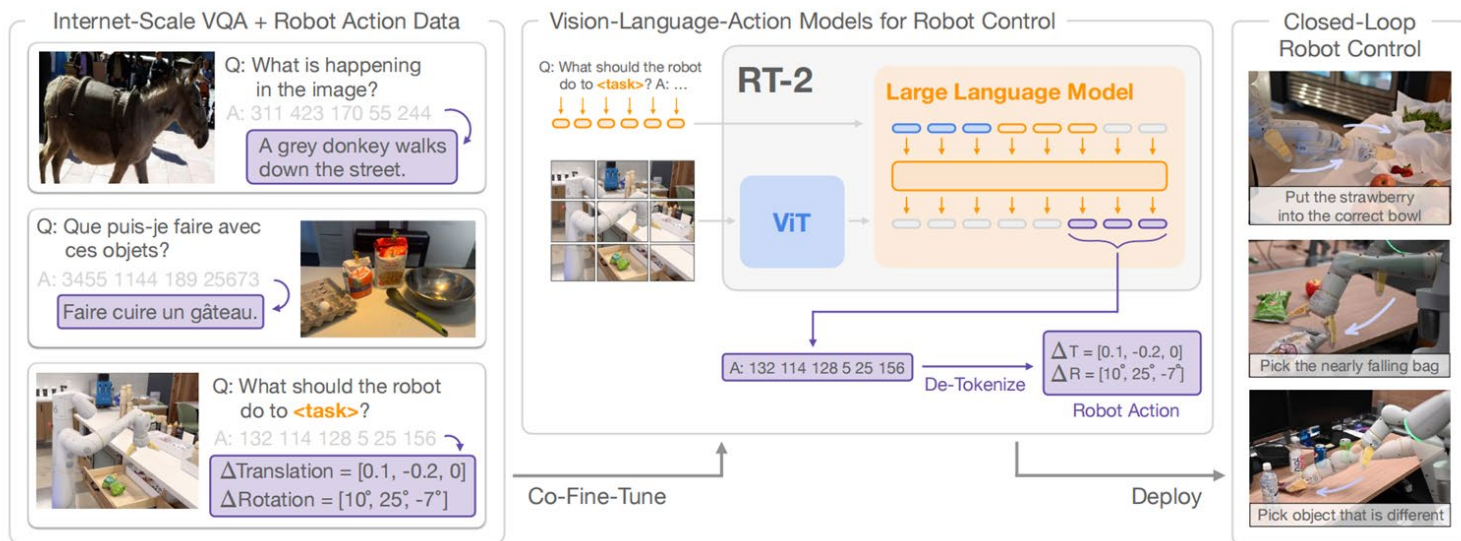 Internet-Scale VQA + Robot Action Data
Q: What is happening
in the image?
A: 311 423 170 55 244
A grey donkey walks
down the street.
Q: Que puis-je faire avec
ces objets?
A: 3455 1144 189 25673
Faire cuire un gâteau.
Q: What should the robot
do to <task>?
A: 132 114 128 5 25 156
ΔTranslation = [0.1, -0.2, 0]
ΔRotation = [10°, 25°, -7°]
Co-Fine-Tune
Vision-Language-Action Models for Robot Control
Q: What should the robot
do to <task>? A: ...
RT-2
Large Language Model
ViT
A: 132 114 128 5 25 156
De-Tokenize
ΔT = [0.1, -0.2, 0]
ΔR = [10°, 25°, -7°]
Robot Action
Deploy
Closed-Loop
Robot Control
Put the strawberry
into the correct bowl
Pick the nearly falling bag
Pick object that is different